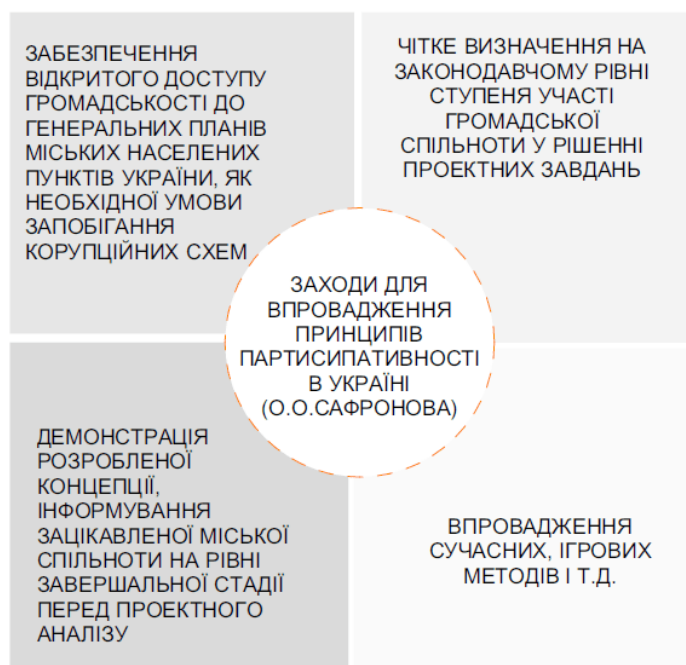 ЗАБЕЗПЕЧЕННЯ
ВІДКРИТОГО ДОСТУПУ
ГРОМАДСЬКОСТІ ДО
ГЕНЕРАЛЬНИХ ПЛАНІВ
МІСЬКИХ НАСЕЛЕНИХ
ПУНКТІВ УКРАЇНИ, ЯК
НЕОБХІДНОЇ УМОВИ
ЗАПОБІГАННЯ
КОРУПЦІЙНИХ СХЕМ
ЧІТКЕ ВИЗНАЧЕННЯ НА
ЗАКОНОДАВЧОМУ РІВНІ
СТУПЕНЯ УЧАСТІ
ГРОМАДСЬКОЇ
СПІЛЬНОТИ У РІШЕННІ
ПРОЕКТНИХ ЗАВДАНЬ
ЗАХОДИ ДЛЯ
ВПРОВАДЖЕННЯ
ПРИНЦИПІВ
ПАРТИСИПАТИВНОСТІ
В УКРАЇНІ
(О.О.САФРОНОВА)
ДЕМОНСТРАЦІЯ
РОЗРОБЛЕНОЇ
КОНЦЕПЦІЇ,
ІНФОРМУВАННЯ
ЗАЦІКАВЛЕНОЇ МІСЬКОЇ
СПІЛЬНОТИ НА РІВНІ
ЗАВЕРШАЛЬНОЇ СТАДІЇ
ПЕРЕД ПРОЕКТНОГО
АНАЛІЗУ
ВПРОВАДЖЕННЯ
СУЧАСНИХ, ІГРОВИХ
МЕТОДІВ І Т.Д.